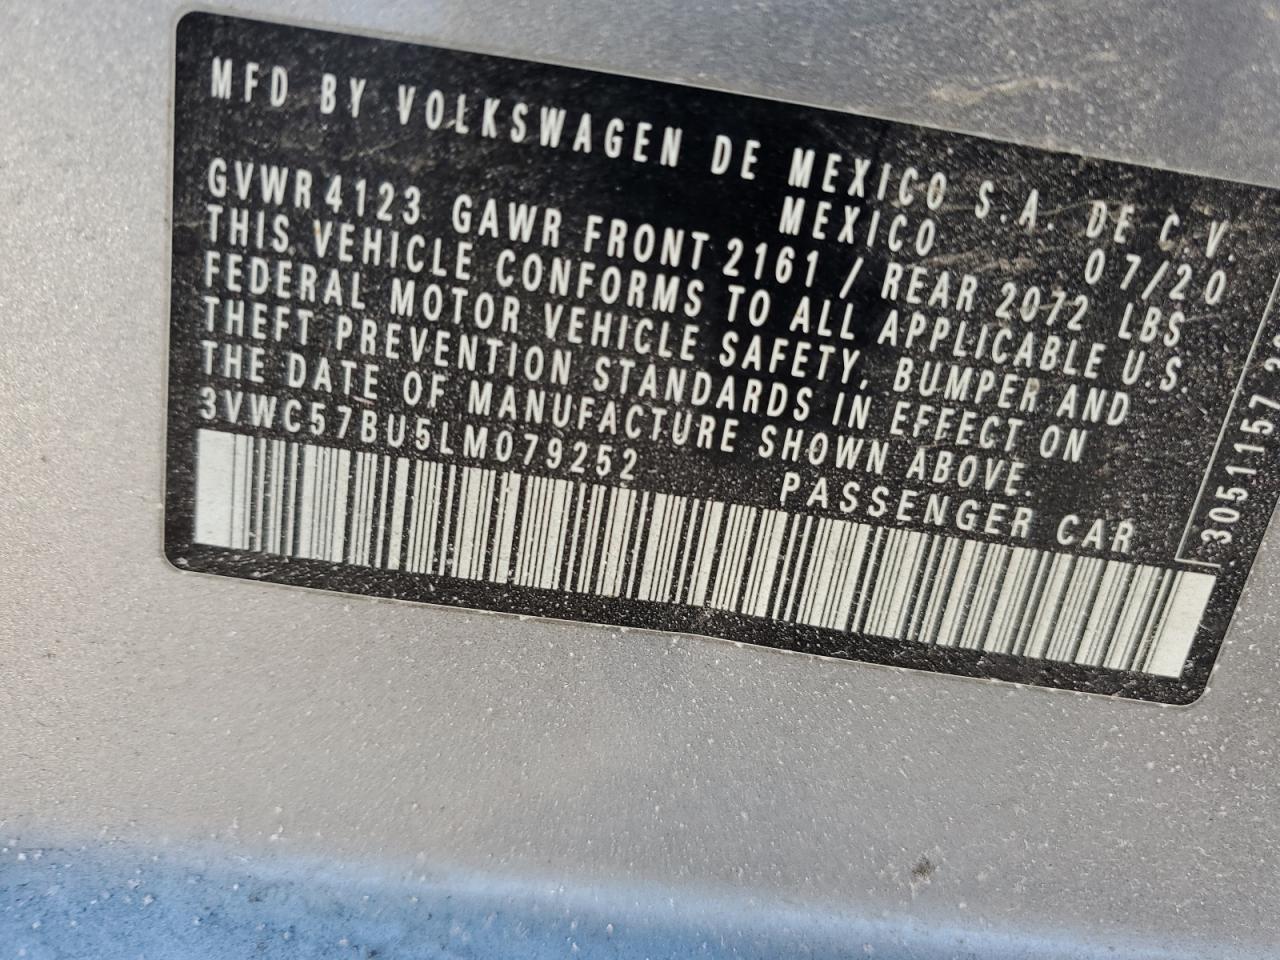 MFD BY VOLKSWAGEN DE MEXICO S.A. DE C.V.
MEXICO 07/20
GVWR 4123 GAWR FRONT 2161 / REAR 2072 LBS
THIS VEHICLE CONFORMS TO ALL APPLICABLE U.S.
FEDERAL MOTOR VEHICLE SAFETY, BUMPER AND
THEFT PREVENTION STANDARDS IN EFFECT ON
THE DATE OF MANUFACTURE SHOWN ABOVE.
3VWC57BU5LM079252 PASSENGER CAR
3051157